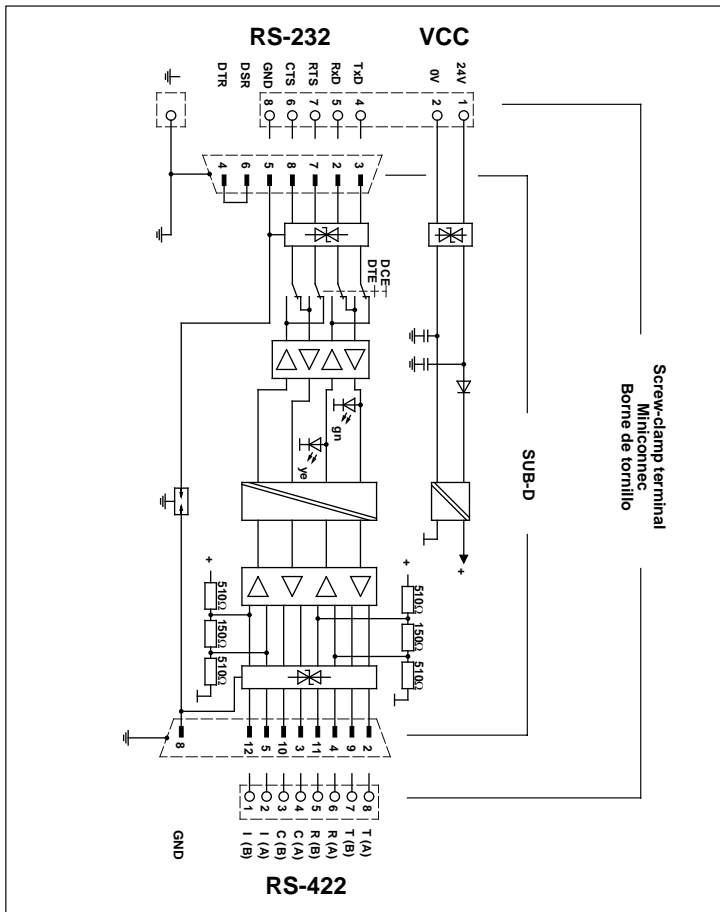 RS-232
VCC
DTR
DSR
GND
CTS
RTS
RxD
TxD
0V
24V
8
6
7
5
4
2
1
4
6
5
8
7
2
3
DTE
DCE
gn
ye
Screw-clamp terminal
Miniconnec
Borne de tornillo
SUB-D
+
+
510Ω
150Ω
510Ω
+
510Ω
150Ω
510Ω
8
12
5
10
3
11
4
9
2
1
2
3
4
5
6
7
8
GND
I (B)
I (A)
C (B)
C (A)
R (B)
R (A)
T (B)
T (A)
RS-422